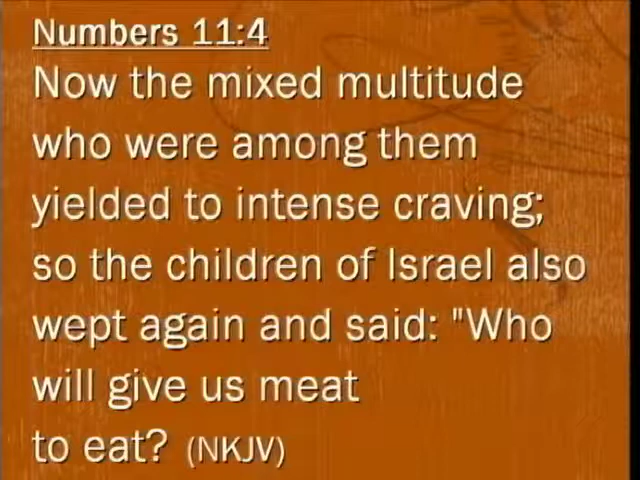 Numbers 11:4
Now the mixed multitude
who were among them
yielded to intense craving;
so the children of Israel also
wept again and said: "Who
will give us meat
to eat? (NKJV)